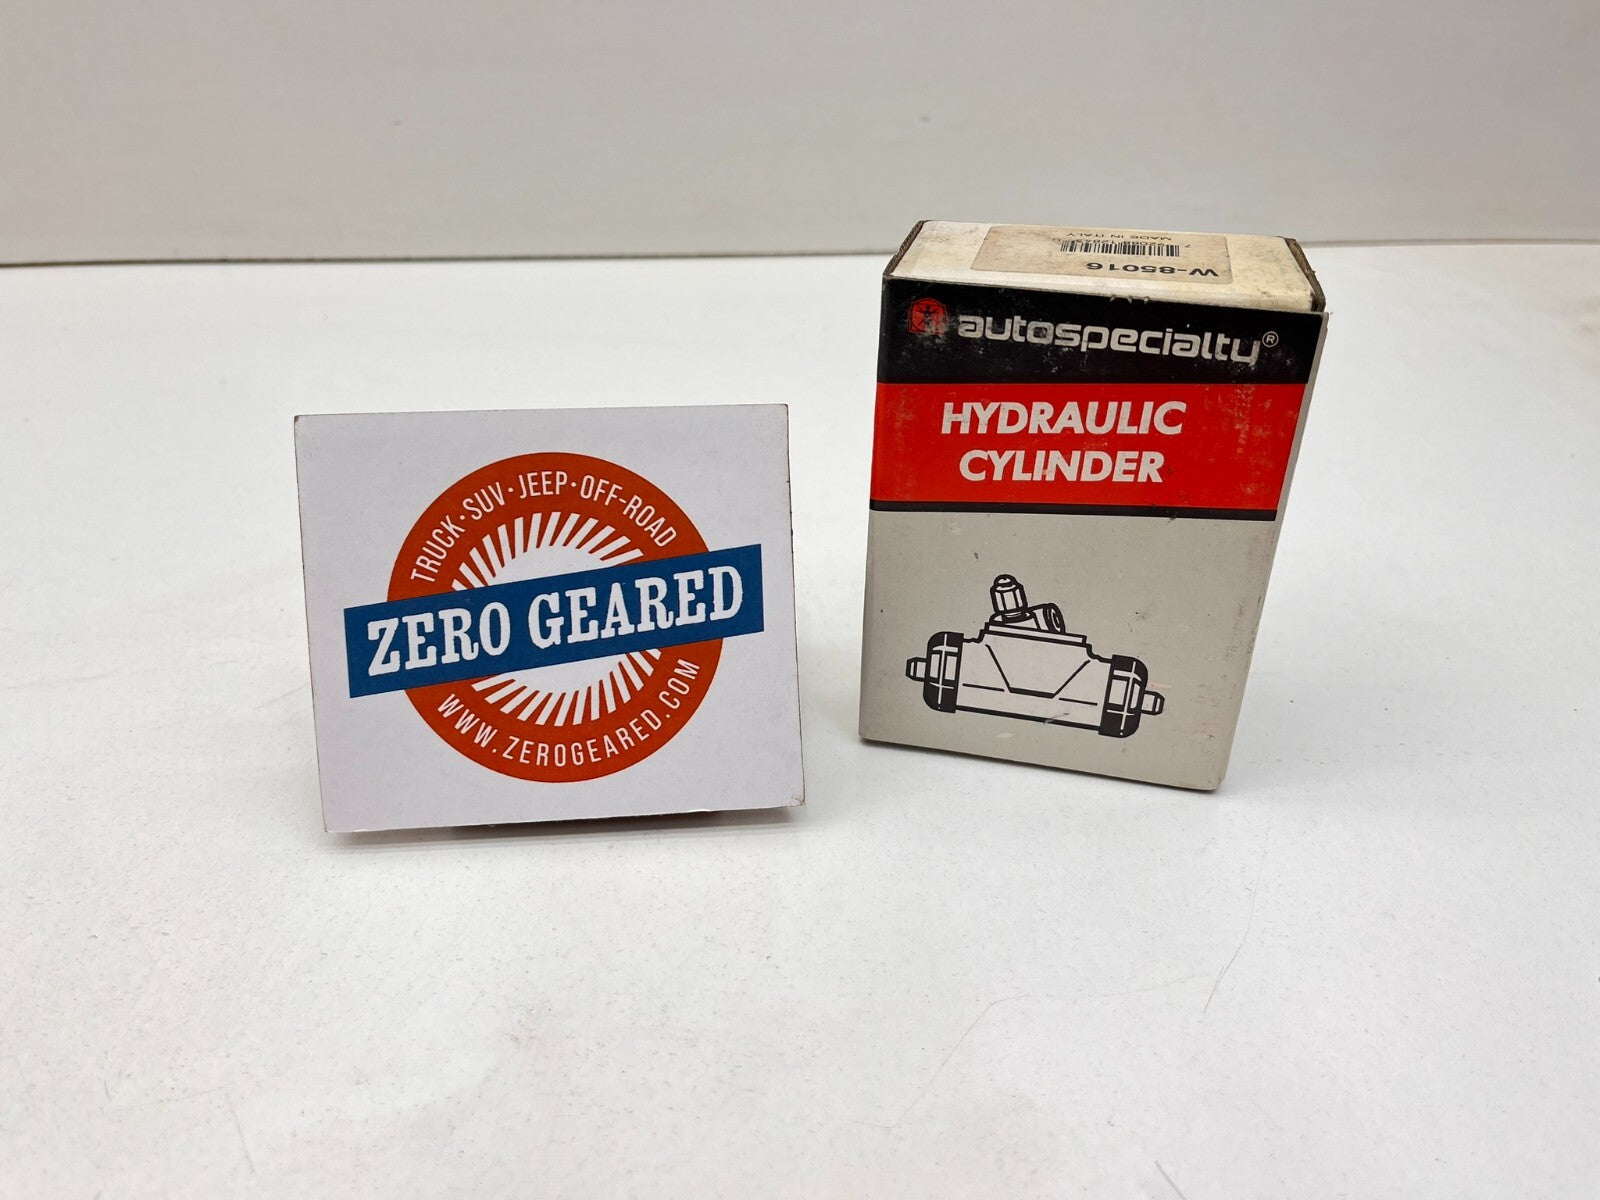 TRUCK·SUV·JEEP·OFF-ROAD
ZERO GEARED
WWW.ZEROGEARED.COM
W-85016
MADE IN ITALY
autospecialty®
HYDRAULIC
CYLINDER